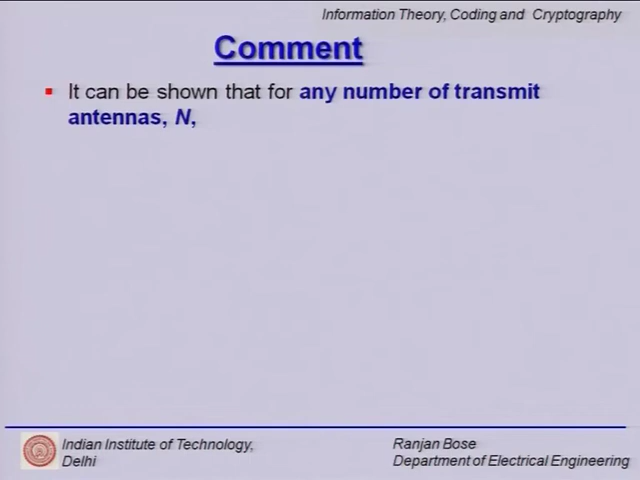 Information Theory, Coding and Cryptography
Comment
It can be shown that for any number of transmit
antennas, N,
Indian Institute of Technology,
Delhi
Ranjan Bose
Department of Electrical Engineering